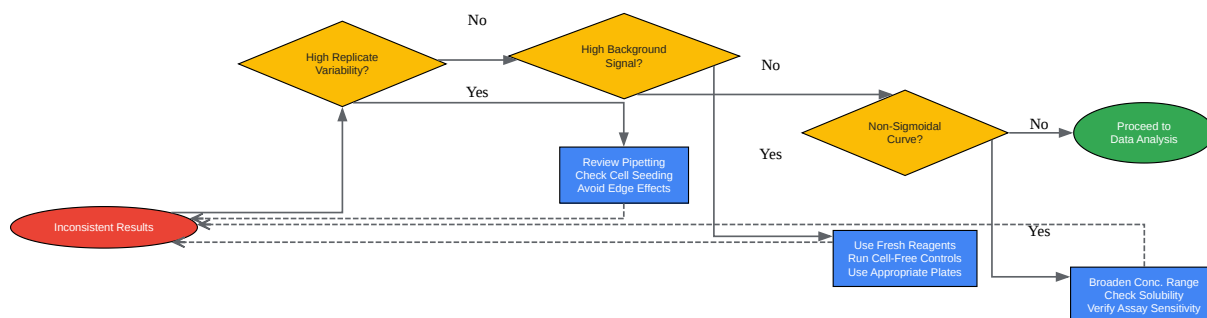 No
High Replicate
Variability?
High Background
Signal?
No
Yes
Non-Sigmoidal
Curve?
No
Proceed to
Data Analysis
Review Pipetting
Check Cell Seeding
Avoid Edge Effects
Yes
Inconsistent Results
Use Fresh Reagents
Run Cell-Free Controls
Use Appropriate Plates
Yes
Broaden Conc. Range
Check Solubility
Verify Assay Sensitivity